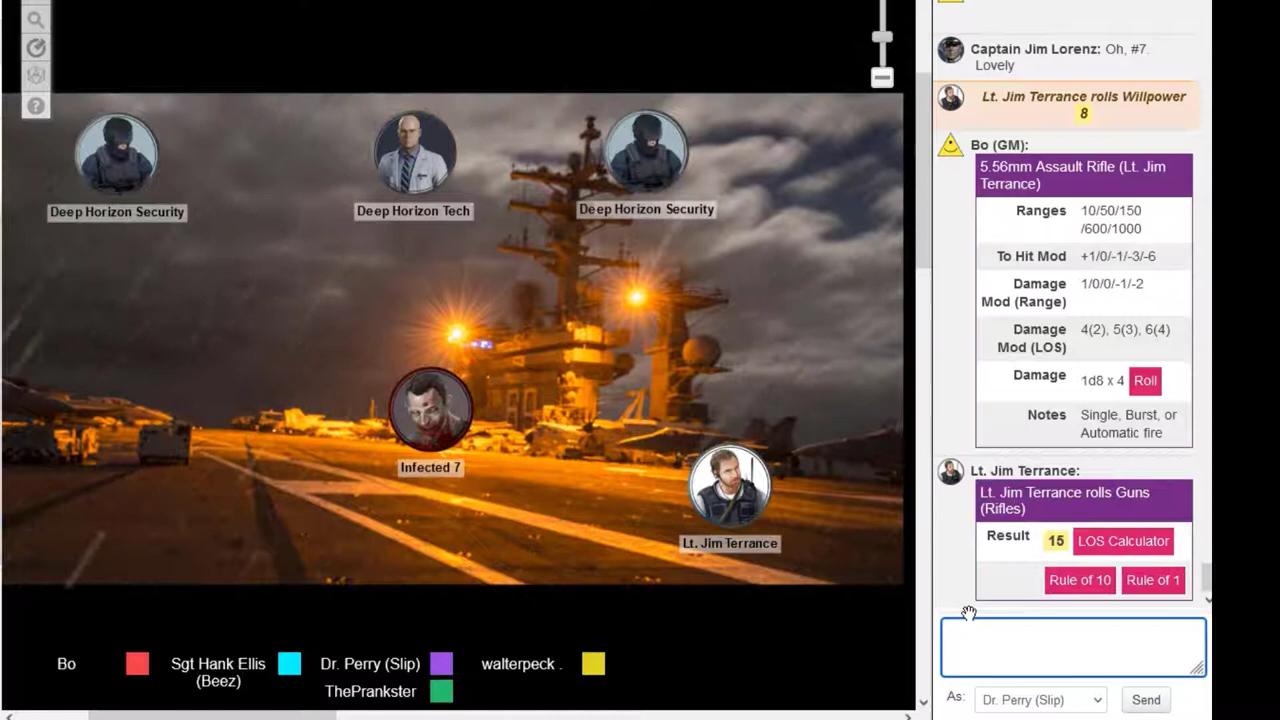 Captain Jim Lorenz: Oh, #7.
Lovely
Lt. Jim Terrance rolls Willpower
8
Bo (GM):
5.56mm Assault Rifle (Lt. Jim
Terrance)
Ranges 10/50/150
/600/1000
To Hit Mod +1/0/-1/-3/-6
Damage 1/0/0/-1/-2
Mod (Range)
Damage 4(2), 5(3), 6(4)
Mod (LOS)
Damage 1d8 x 4 Roll
Notes Single, Burst, or
Automatic fire
Lt. Jim Terrance:
Lt. Jim Terrance rolls Guns
(Rifles)
Result 15 LOS Calculator
Rule of 10 Rule of 1
As: Dr. Perry (Slip) Send
?
Deep Horizon Security
Deep Horizon Tech
Deep Horizon Security
Infected 7
Lt. Jim Terrance
Bo
Sgt Hank Ellis
(Beez)
Dr. Perry (Slip)
ThePrankster
walterpeck .